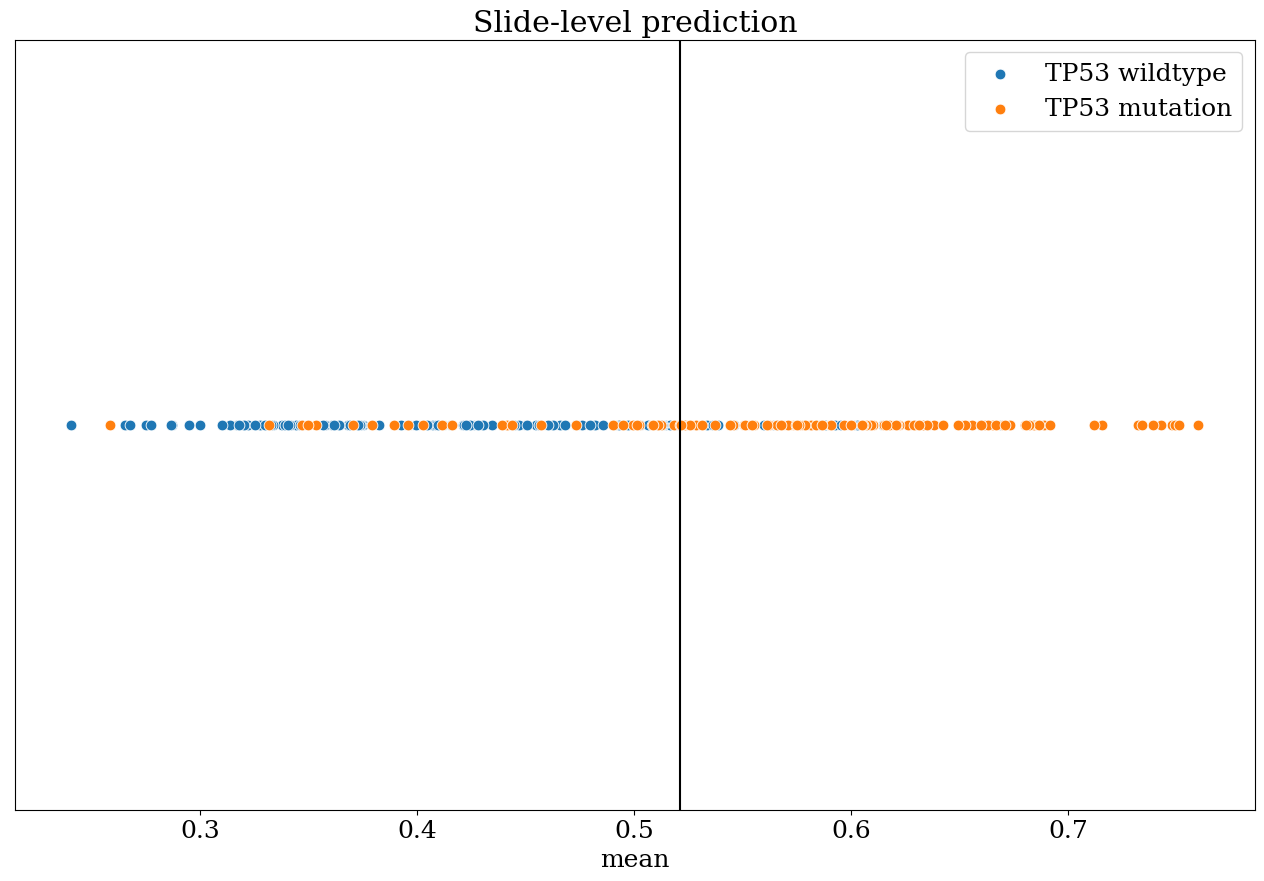 Slide-level prediction
TP53 wildtype
TP53 mutation
0.3 0.4 0.5 0.6 0.7
mean